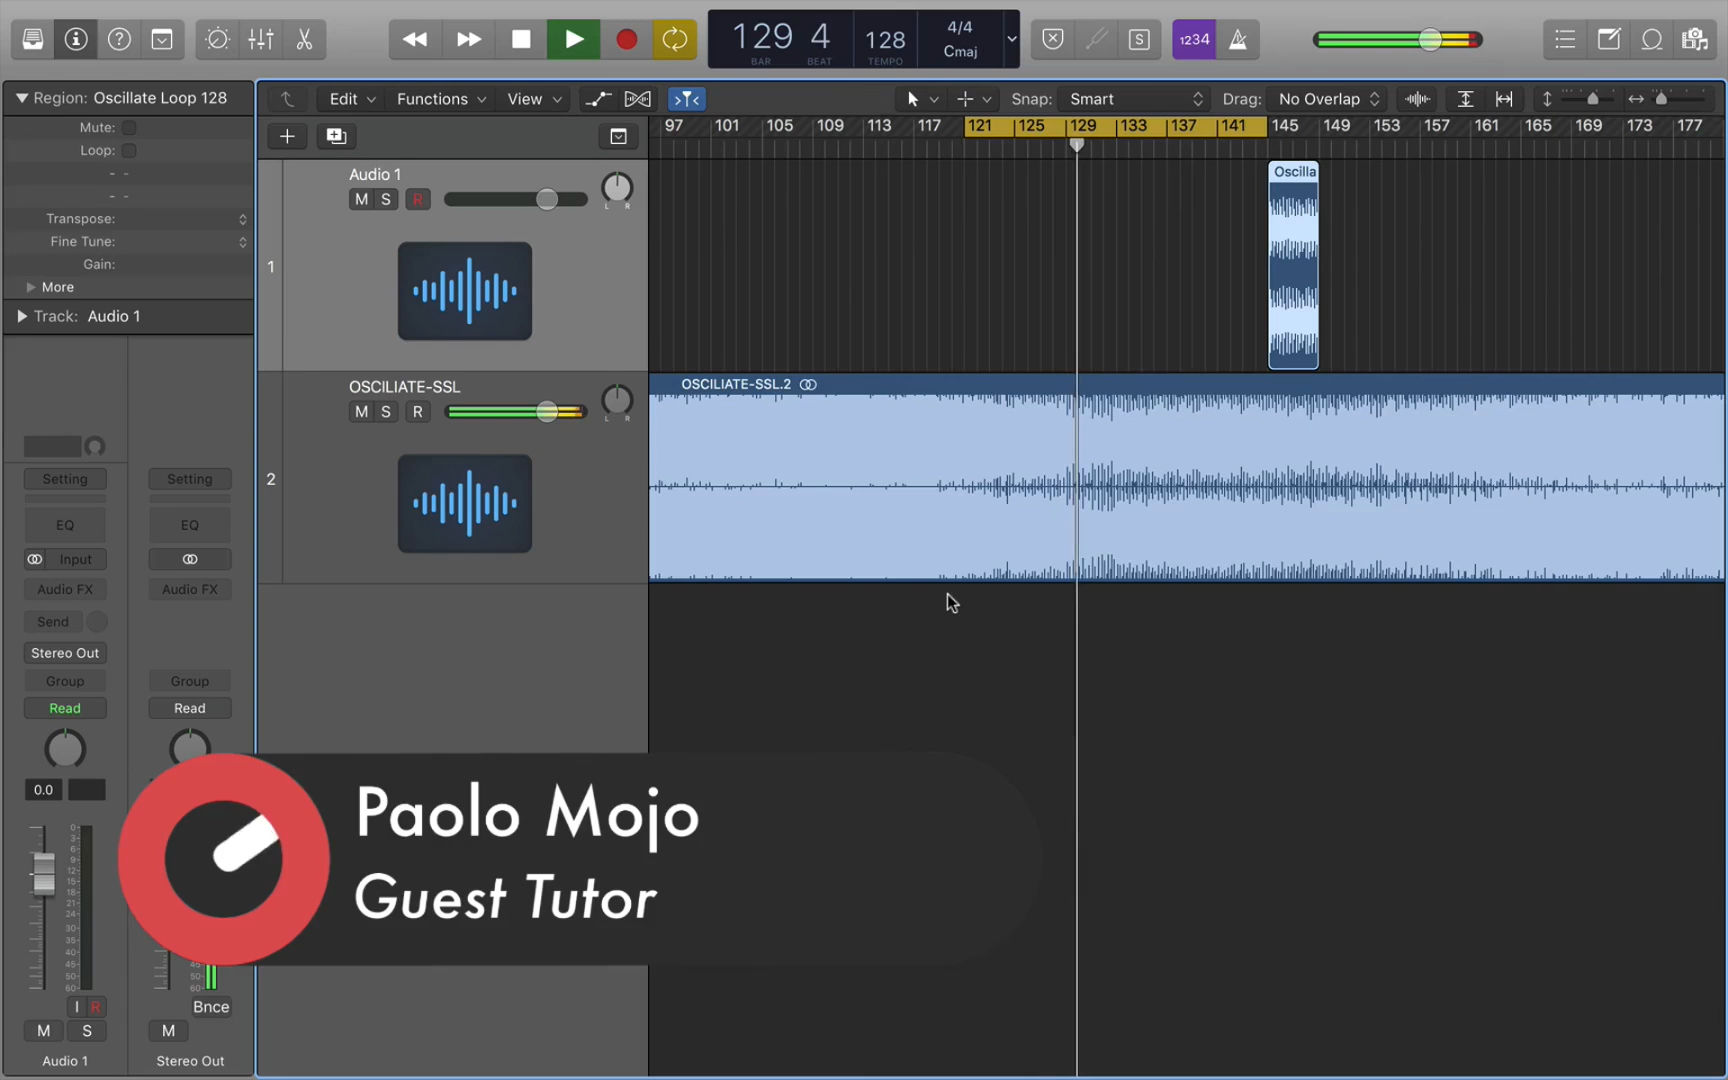 129 4
BAR BEAT
128
TEMPO
4/4
Cmaj
S
1234
Region: Oscillate Loop 128
Mute:
Loop:
Transpose:
Fine Tune:
Gain:
More
Track: Audio 1
Edit Functions View Snap: Smart Drag: No Overlap
97 101 105 109 113 117 121 125 129 133 137 141 145 149 153 157 161 165 169 173 177
1
Audio 1
M S R
L R
Oscilla
2
OSCILIATE-SSL
M S R
L R
OSCILIATE-SSL.2
Setting Setting
EQ EQ
Input
Audio FX Audio FX
Send
Stereo Out
Group Group
Read Read
0.0
Paolo Mojo
Guest Tutor
I R Bnce
M S M
Audio 1 Stereo Out